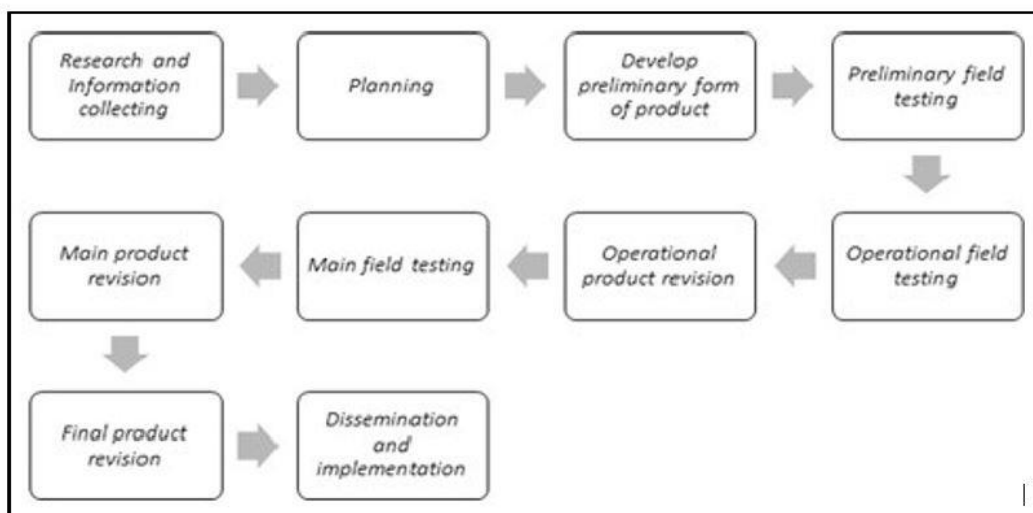 Research and
Information
collecting
Planning
Develop
preliminary form
of product
Preliminary field
testing
Operational field
testing
Operational
product revision
Main field testing
Main product
revision
Final product
revision
Dissemination
and
implementation